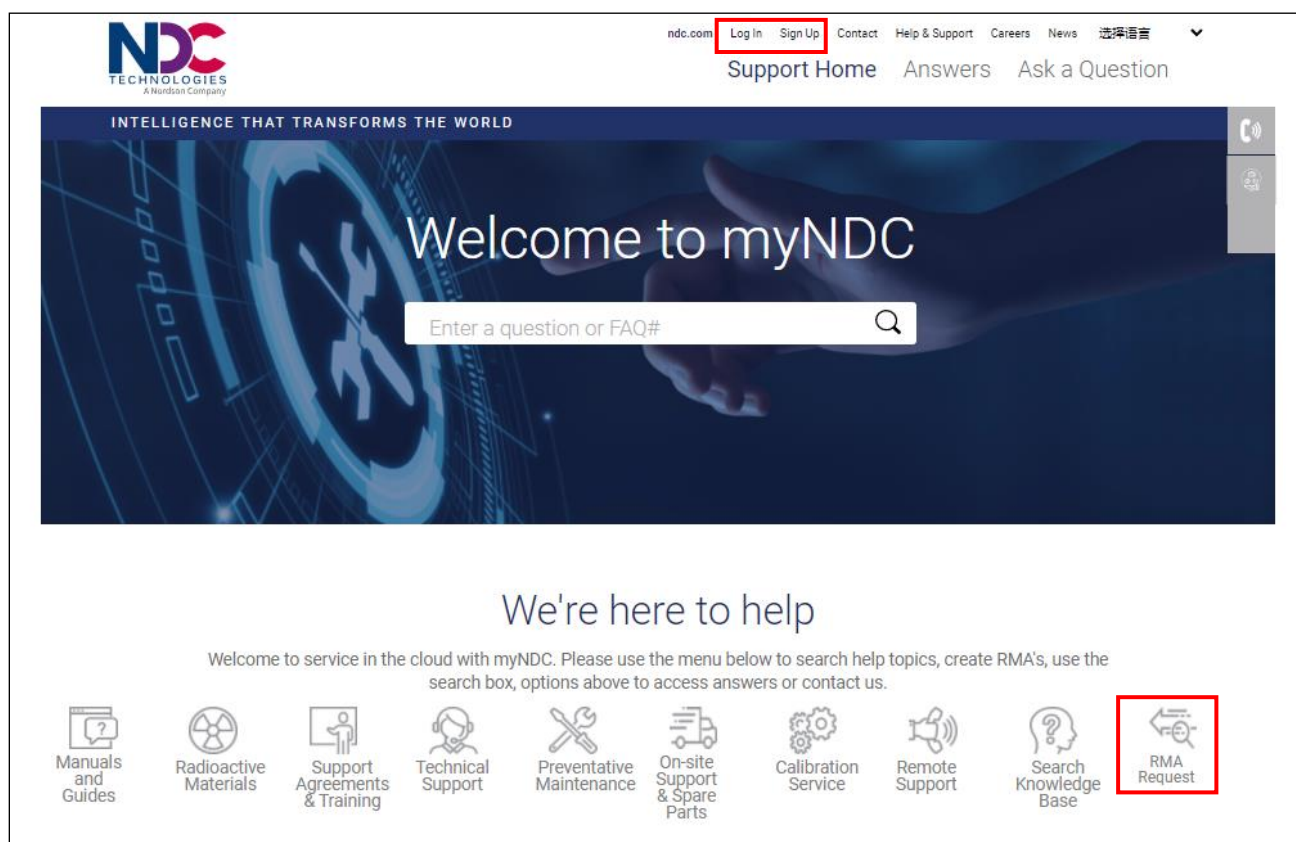 NDC
TECHNOLOGIES
A Nordson Company
ndc.com Log In Sign Up Contact Help & Support Careers News 选择语言
Support Home Answers Ask a Question
INTELLIGENCE THAT TRANSFORMS THE WORLD
Welcome to myNDC
Enter a question or FAQ#
We're here to help
Welcome to service in the cloud with myNDC. Please use the menu below to search help topics, create RMA's, use the
search box, options above to access answers or contact us.
Manuals
and
Guides
Radioactive
Materials
Support
Agreements
& Training
Technical
Support
Preventative
Maintenance
On-site
Support
& Spare
Parts
Calibration
Service
Remote
Support
Search
Knowledge
Base
RMA
Request